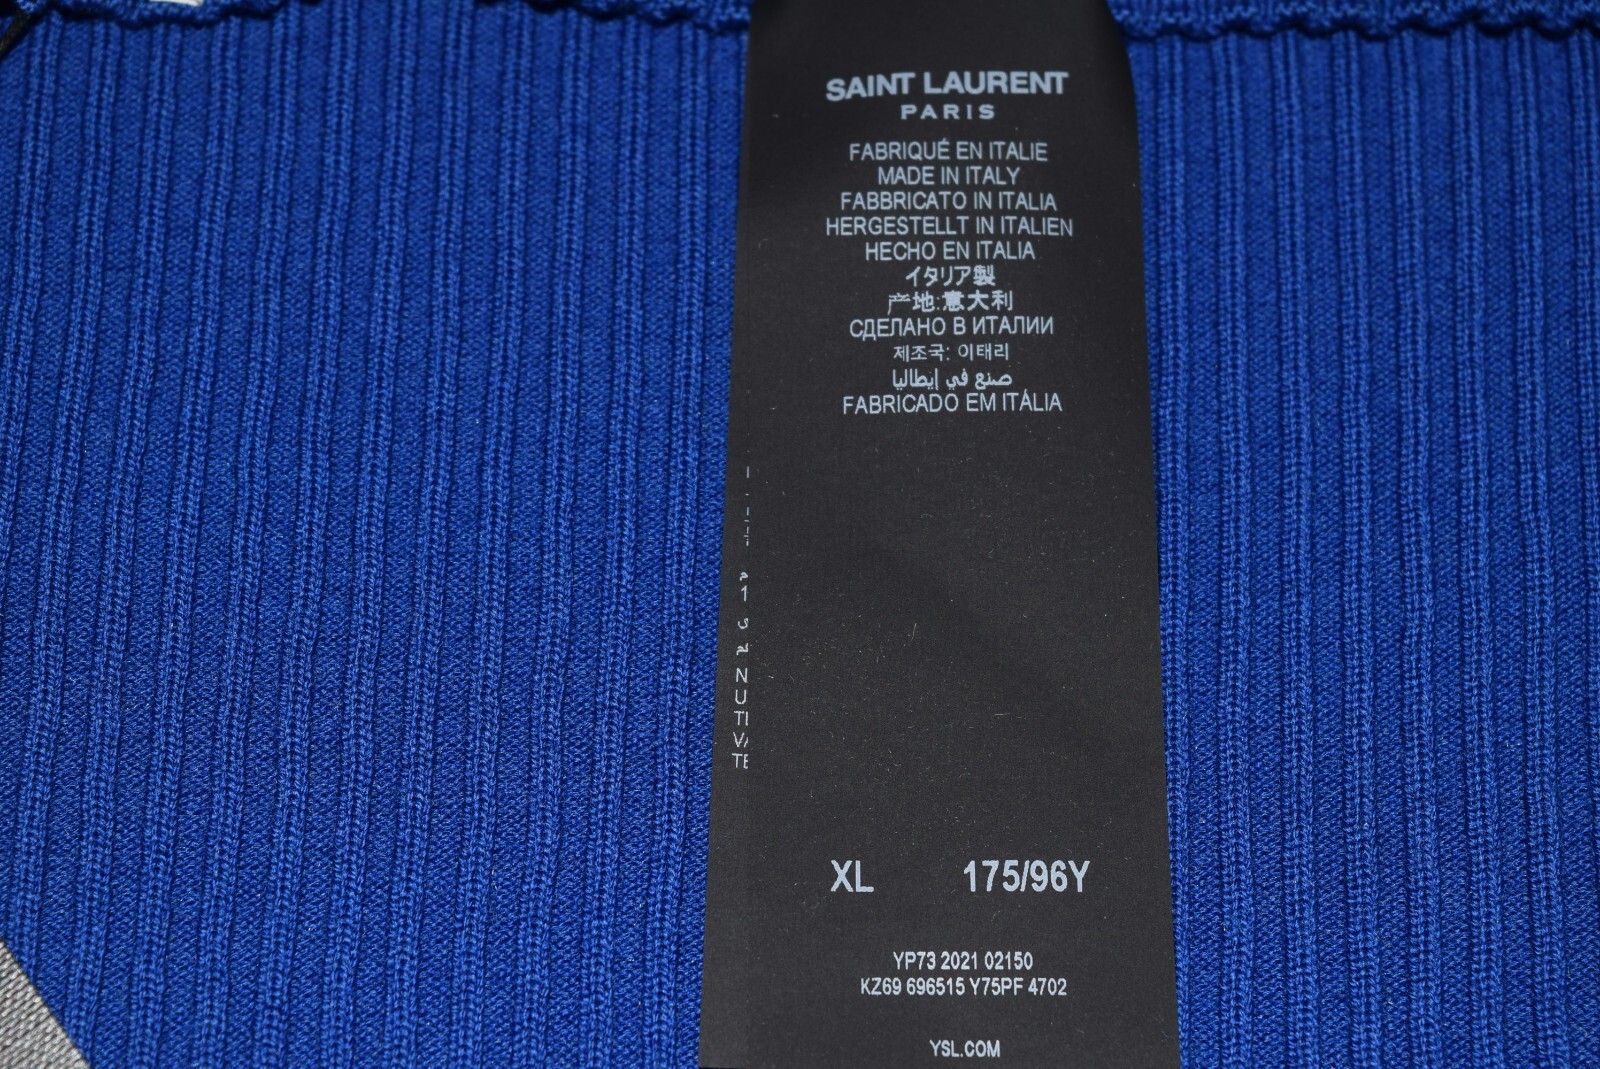 SAINT LAURENT
PARIS
FABRIQUÉ EN ITALIE
MADE IN ITALY
FABBRICATO IN ITALIA
HERGESTELLT IN ITALIEN
HECHO EN ITALIA
イタリア製
产地:意大利
СДЕЛАНО В ИТАЛИИ
제조국: 이태리
صنع في إيطاليا
FABRICADO EM ITÁLIA
XL 175/96Y
YP73 2021 02150
KZ69 696515 Y75PF 4702
YSL.COM